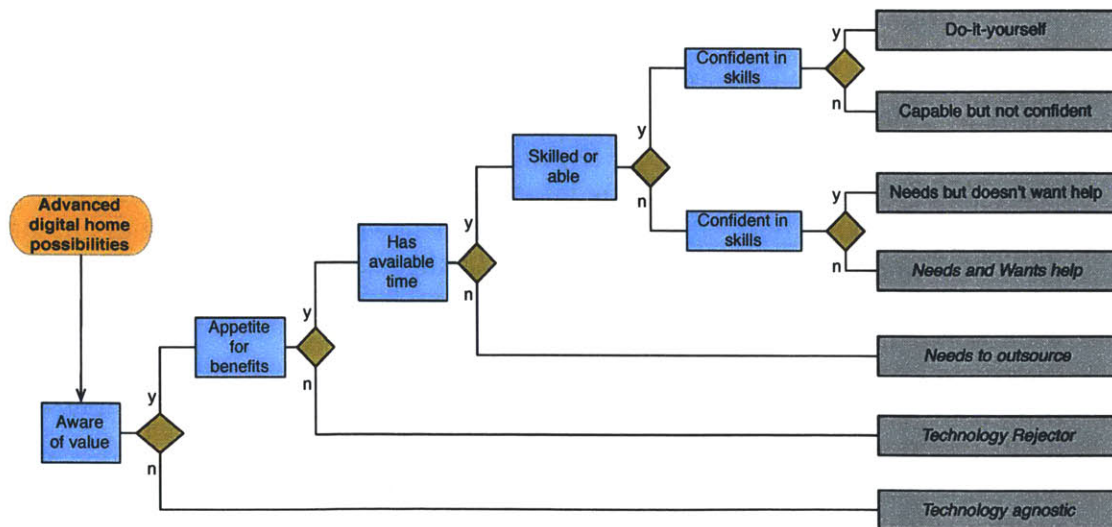 Do-it-yourself
y
Confident in
skills
n
Capable but not confident
y
Skilled or
able
n
y
Needs but doesn't want help
Confident in
skills
n
Needs and Wants help
Advanced
digital home
possibilities
y
Has
available
time
n
y
Appetite
for
benefits
n
Needs to outsource
y
Aware
of value
n
Technology Rejector
Technology agnostic